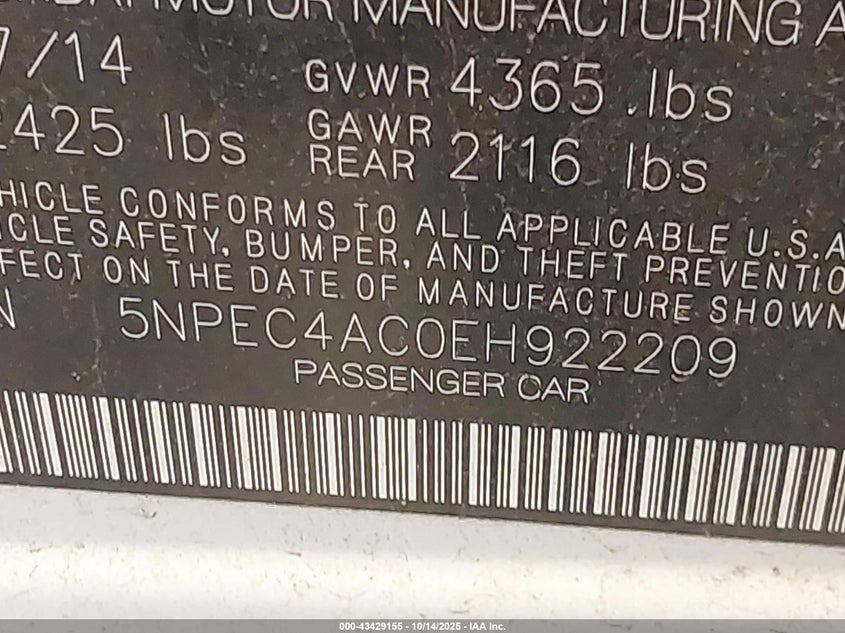 MOTOR MANUFACTURING A
7/14 GVWR 4365 lbs
2425 lbs GAWR REAR 2116 lbs
HICLE CONFORMS TO ALL APPLICABLE U.S.A
ICLE SAFETY, BUMPER, AND THEFT PREVENTIO
FECT ON THE DATE OF MANUFACTURE SHOWN
N 5NPEC4AC0EH922209
PASSENGER CAR
000-43429155 - 10/14/2025 - IAA Inc.